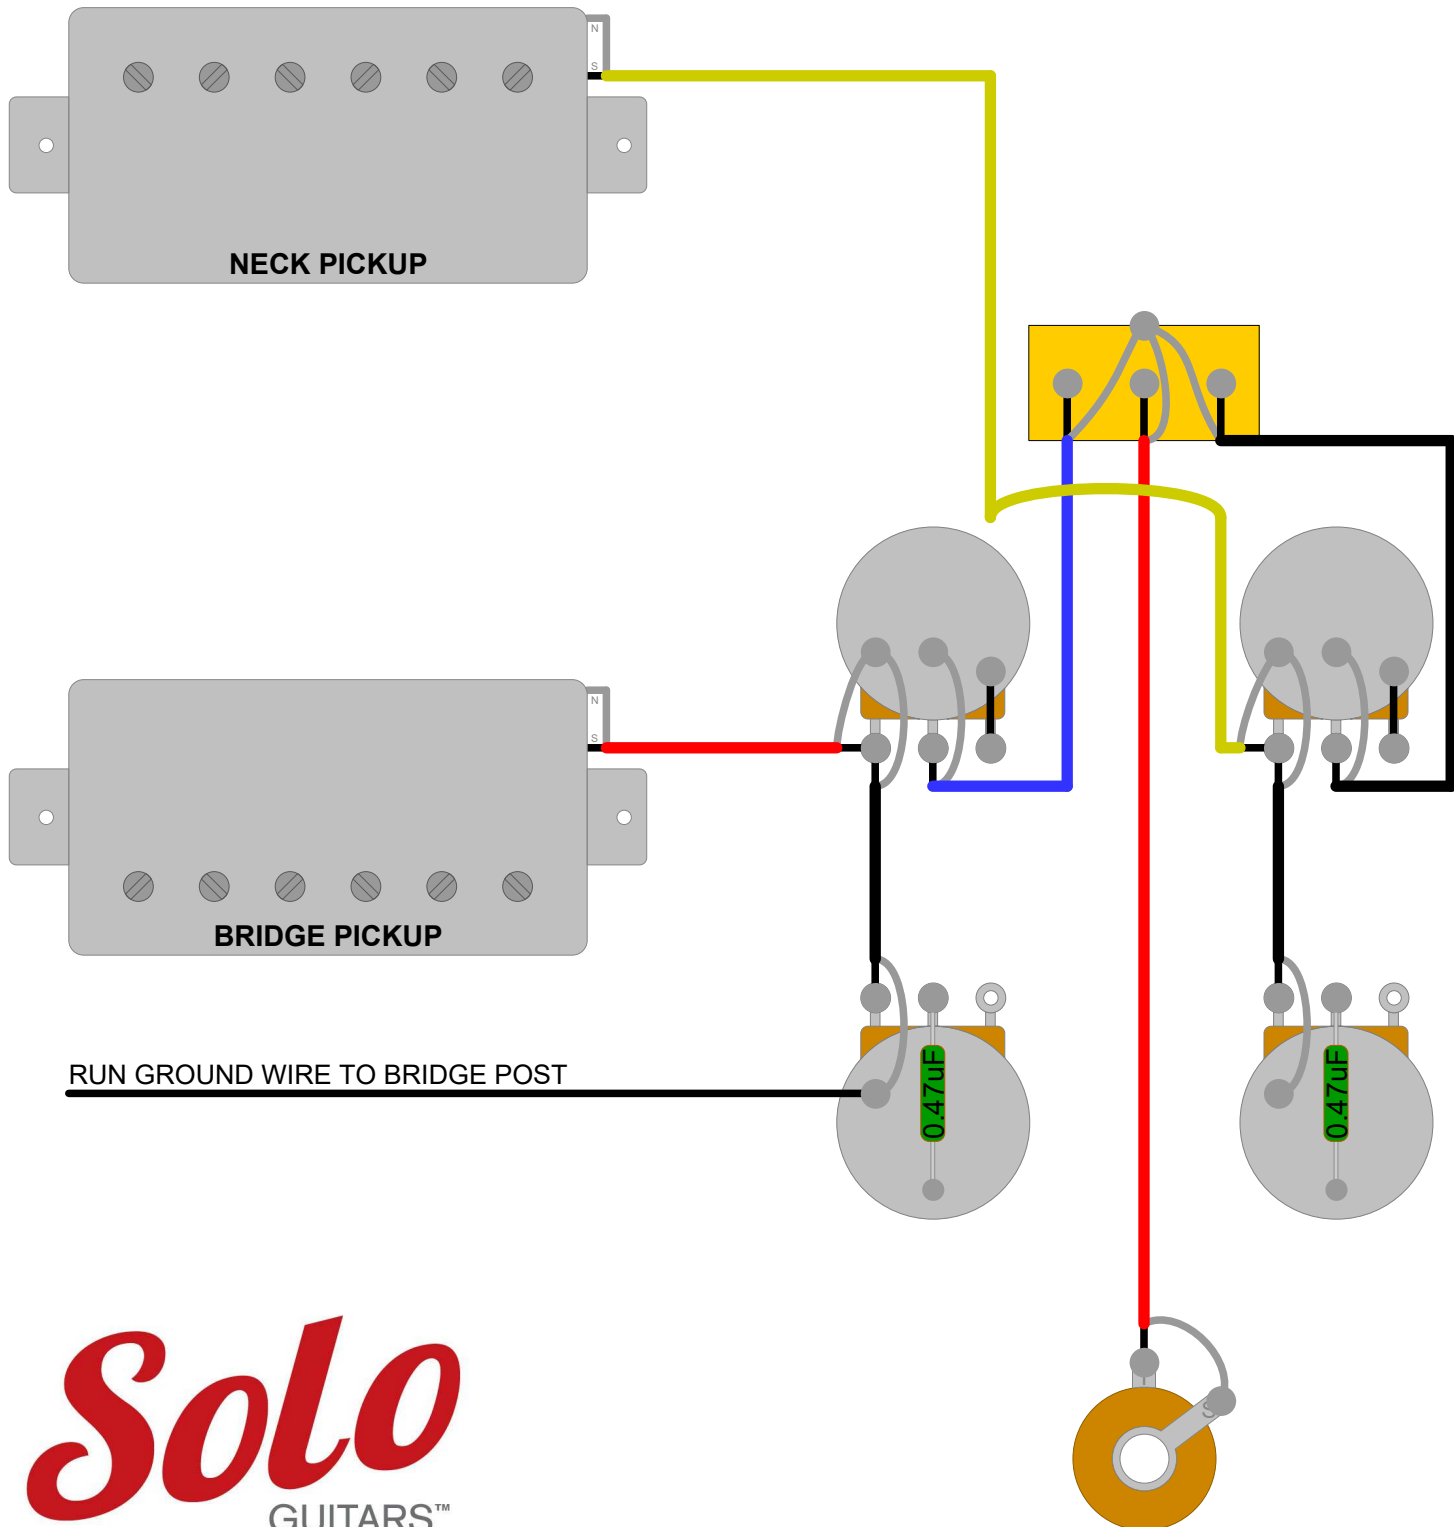 N
S
NECK PICKUP
N
S
BRIDGE PICKUP
RUN GROUND WIRE TO BRIDGE POST
0.47uF
0.47uF
T
S
Solo
GUITARS™